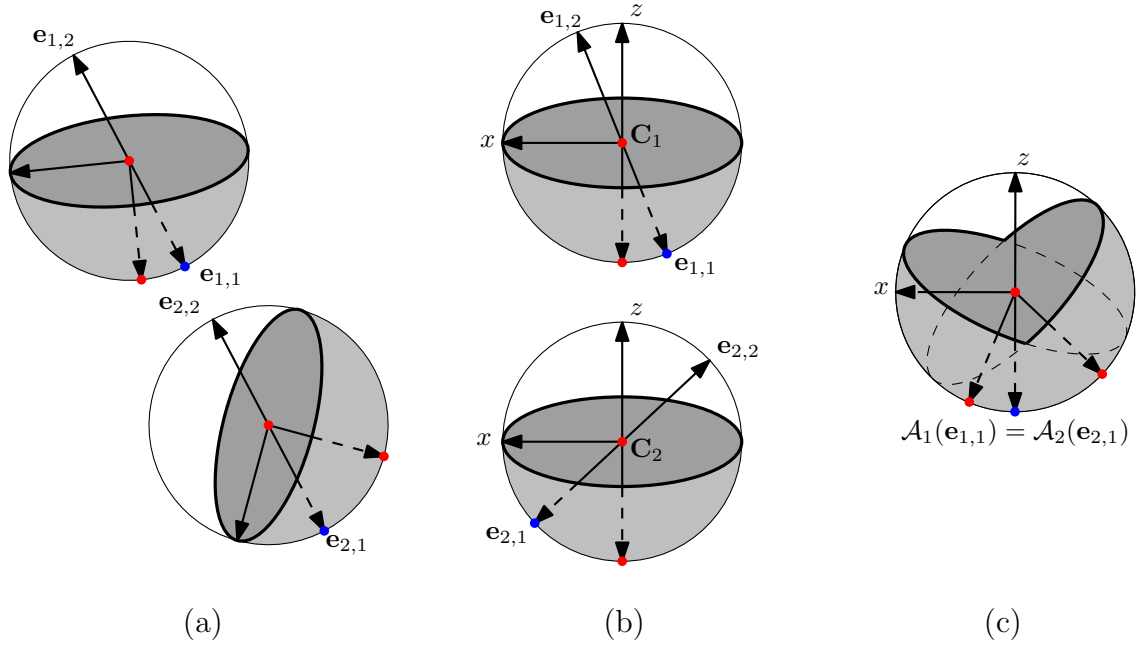 e1,2
e1,1
e2,2
e2,1
(a)
e1,2
z
x
C1
e1,1
z
e2,2
x
C2
e2,1
(b)
z
x
A1(e1,1) = A2(e2,1)
(c)